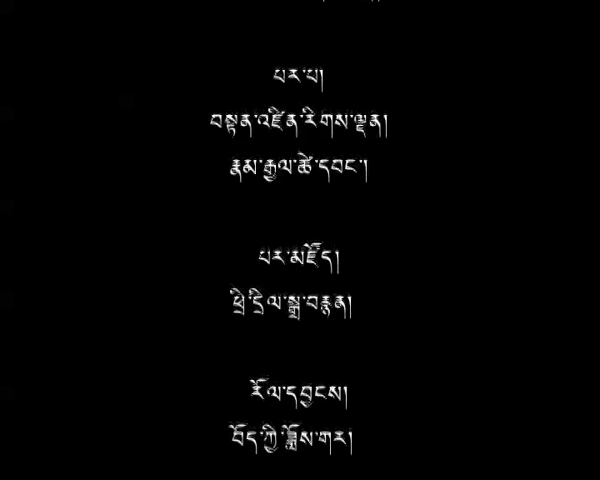 པར་པ།
བསྟན་འཛིན་རིགས་ལྡན།
རྣམ་རྒྱལ་ཚེ་དབང་།
པར་མཛོད།
ཕྲི་དྲིལ་སྒྲ་བརྙན།
རོལ་དབྱངས།
བོད་ཀྱི་ཟློས་གར།